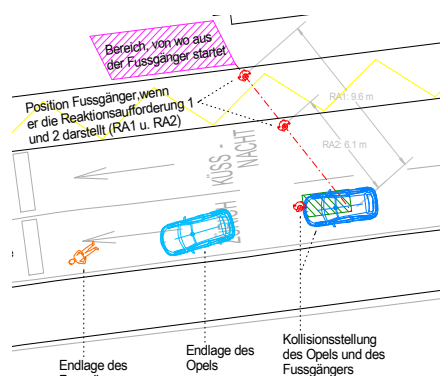 Bereich, von wo aus
der Fussgänger startet
Position Fussgänger,wenn
er die Reaktionsaufforderung 1
und 2 darstellt (RA1 u. RA2)
RA1: 9.6 m
RA2: 6.1 m
KÜSS -
NACHT
Endlage des
Endlage des
Opels
Kollisionsstellung
des Opels und des
Fussgängers